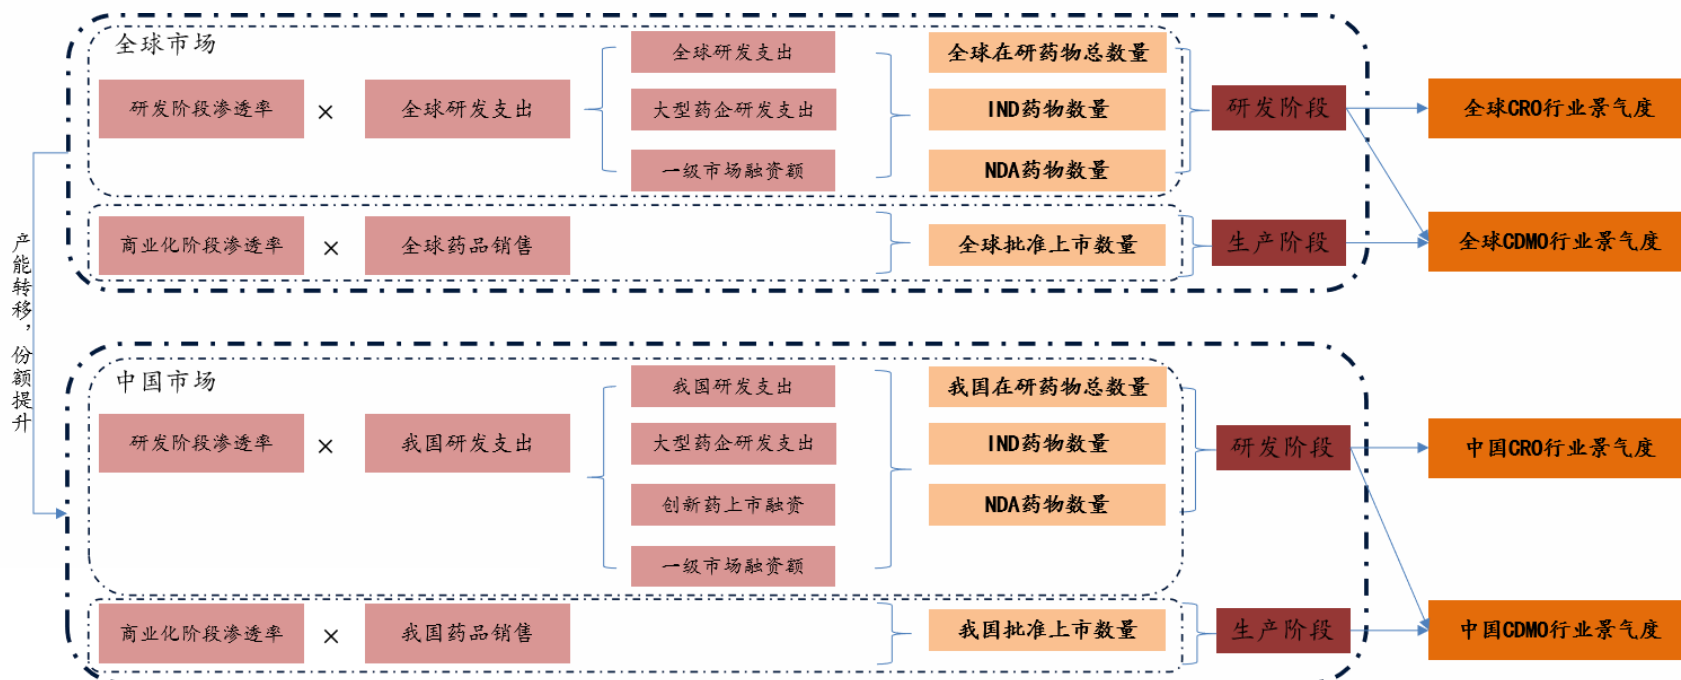 全球市场
研发阶段渗透率
×
全球研发支出
全球研发支出
大型药企研发支出
一级市场融资额
全球在研药物总数量
IND药物数量
NDA药物数量
研发阶段
全球CRO行业景气度
商业化阶段渗透率
×
全球药品销售
全球批准上市数量
生产阶段
全球CDMO行业景气度
产能转移，份额提升
中国市场
研发阶段渗透率
×
我国研发支出
我国研发支出
大型药企研发支出
创新药上市融资
一级市场融资额
我国在研药物总数量
IND药物数量
NDA药物数量
研发阶段
中国CRO行业景气度
商业化阶段渗透率
×
我国药品销售
我国批准上市数量
生产阶段
中国CDMO行业景气度